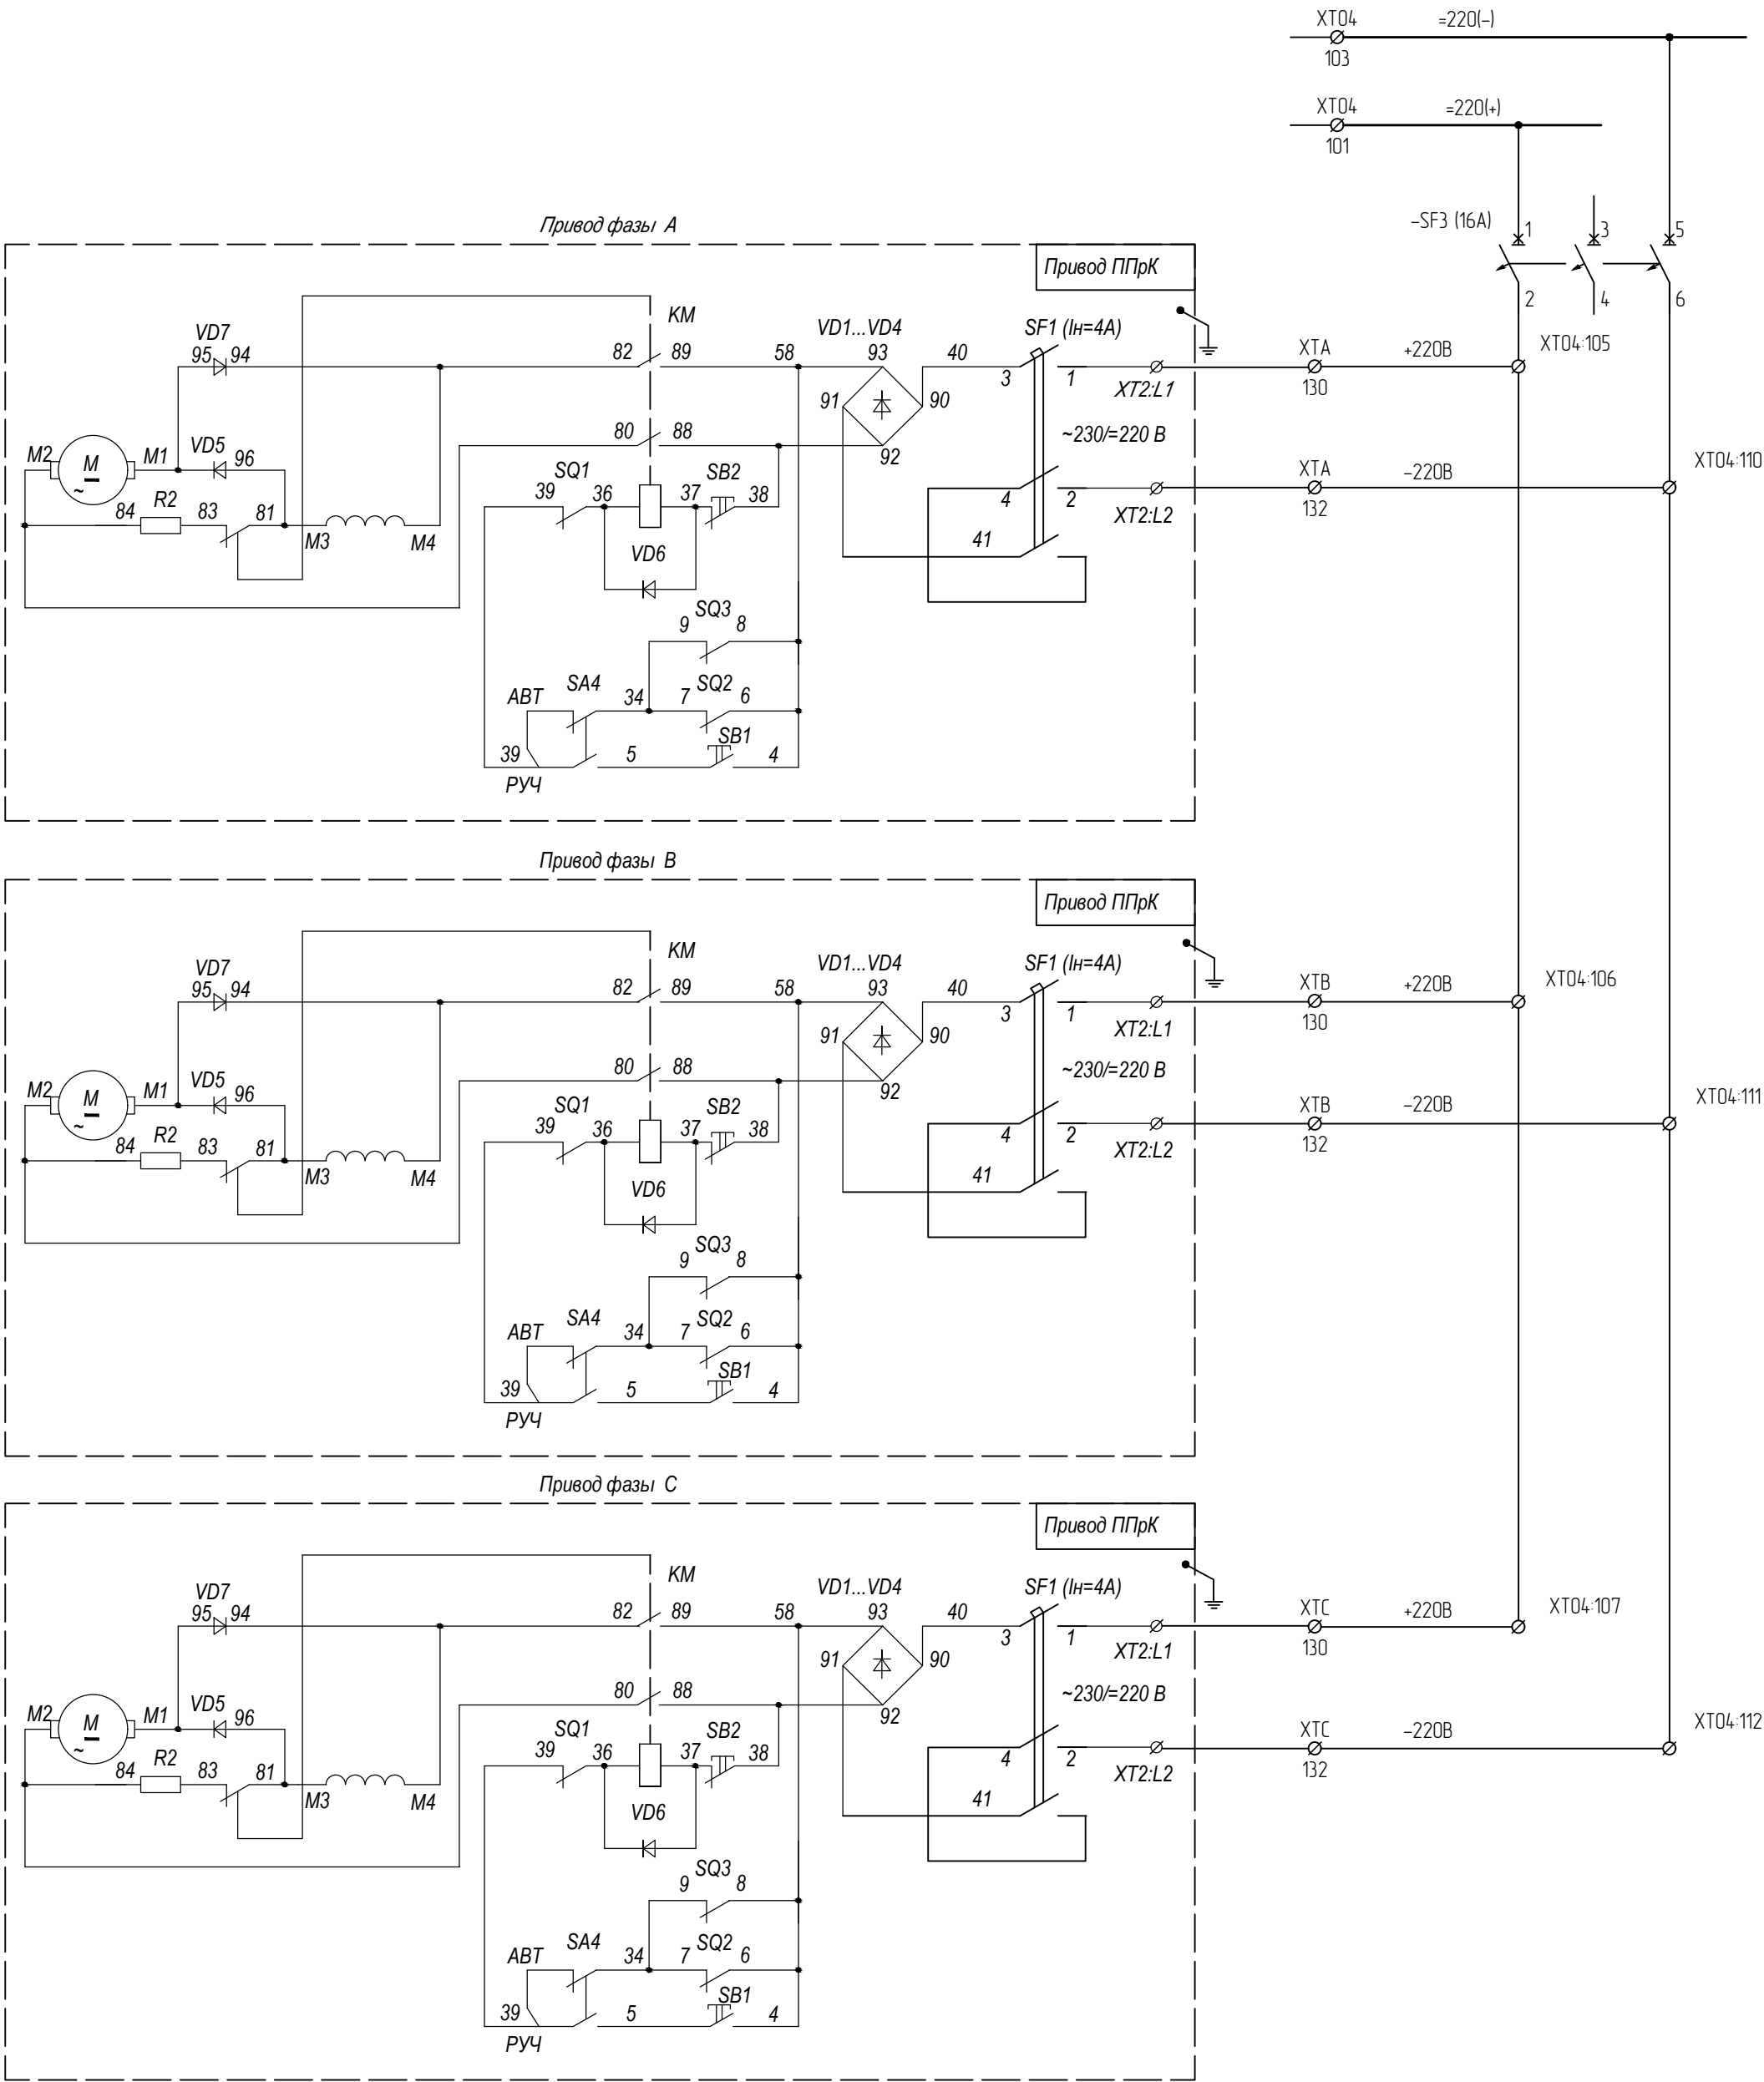 XT04 =220(-)
103
XT04 =220(+)
101
-SF3 (16A) 1 3 5
2 4 6
Привод фазы А
Привод ППрК
KM VD1...VD4 SF1 (Iн=4А)
VD7
95 94 82 89 58 93 40 3 1 XT2:L1 XTA +220В XT04:105
130
91 90
80 88 ~230/=220 В
92
M2 M M1 VD5 96
~
SQ1 SB2
39 36 37 38 4 2 XT2:L2 XTA -220В XT04:110
132
84 R2 83 81 M3 M4
VD6 41
SQ3
9 8
АВТ SA4 34 7 SQ2 6
SB1
39 5 4
РУЧ
Привод фазы В
Привод ППрК
KM VD1...VD4 SF1 (Iн=4А)
VD7
95 94 82 89 58 93 40 3 1 XT2:L1 XTB +220В XT04:106
130
91 90
80 88 ~230/=220 В
92
M2 M M1 VD5 96
~
SQ1 SB2
39 36 37 38 4 2 XT2:L2 XTB -220В XT04:111
132
84 R2 83 81 M3 M4
VD6 41
SQ3
9 8
АВТ SA4 34 7 SQ2 6
SB1
39 5 4
РУЧ
Привод фазы С
Привод ППрК
KM VD1...VD4 SF1 (Iн=4А)
VD7
95 94 82 89 58 93 40 3 1 XT2:L1 XTC +220В XT04:107
130
91 90
80 88 ~230/=220 В
92
M2 M M1 VD5 96
~
SQ1 SB2
39 36 37 38 4 2 XT2:L2 XTC -220В XT04:112
132
84 R2 83 81 M3 M4
VD6 41
SQ3
9 8
АВТ SA4 34 7 SQ2 6
SB1
39 5 4
РУЧ